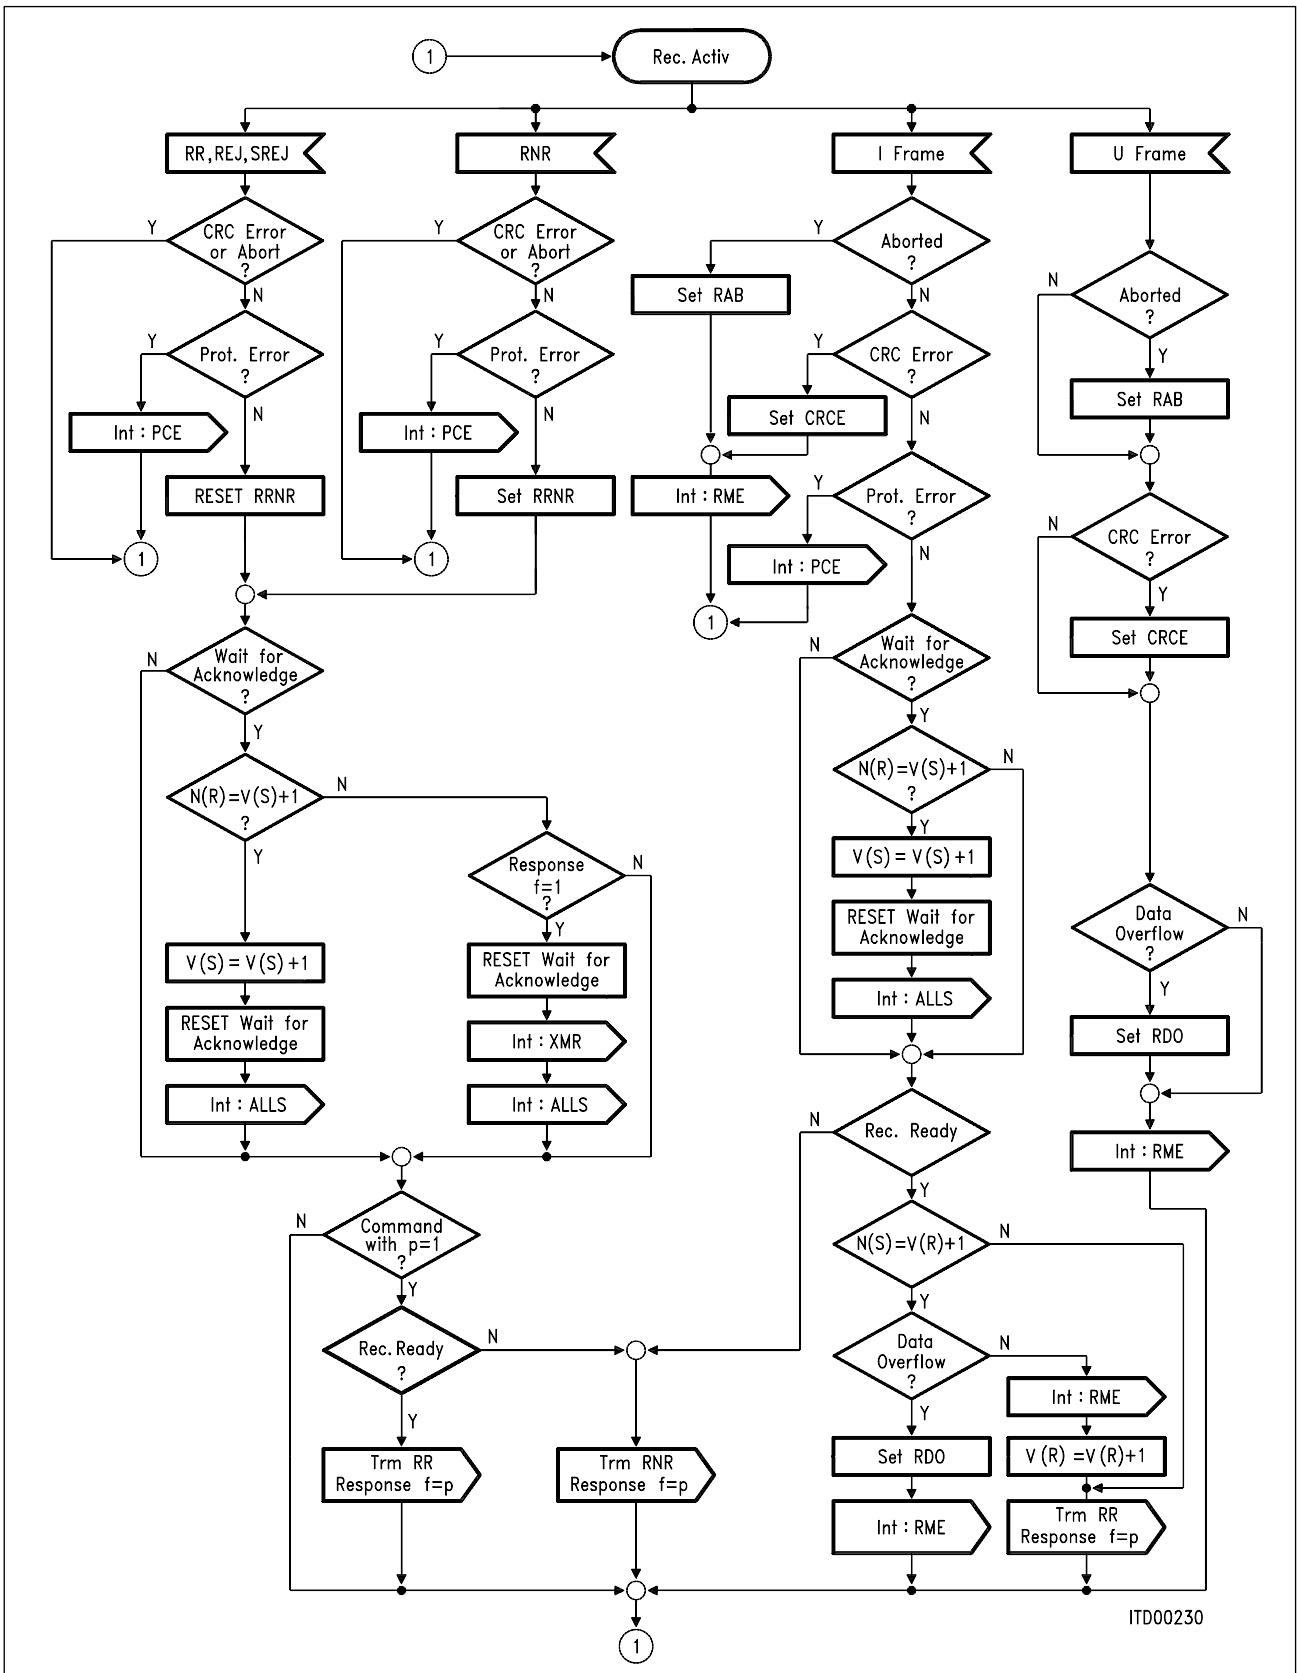 1
Rec. Activ
RR, REJ, SREJ
RNR
I Frame
U Frame
Y
CRC Error
or Abort
?
N
Y
CRC Error
or Abort
?
N
Y
Aborted
?
N
Set RAB
N
Aborted
?
Y
Set RAB
Y
Prot. Error
?
N
Y
Prot. Error
?
N
Y
CRC Error
?
N
Set CRCE
Int : PCE
Int : PCE
RESET RRNR
Set RRNR
Int : RME
Y
Prot. Error
?
N
Int : PCE
N
CRC Error
?
Y
Set CRCE
1
1
1
N
Wait for
Acknowledge
?
Y
N
Wait for
Acknowledge
?
Y
N(R)=V(S)+1
?
N
Y
N(R)=V(S)+1
?
N
Y
Response
f=1
?
N
Y
V(S)=V(S)+1
RESET Wait for
Acknowledge
Int : ALLS
Data
Overflow
?
N
Y
Set RDO
Int : RME
V(S)=V(S)+1
RESET Wait for
Acknowledge
Int : ALLS
RESET Wait for
Acknowledge
Int : XMR
Int : ALLS
N
Rec. Ready
Y
N
Command
with p=1
?
Y
N(S)=V(R)+1
N
Y
Rec. Ready
?
N
Y
Data
Overflow
?
N
Y
Int : RME
V(R)=V(R)+1
Trm RR
Response f=p
Trm RNR
Response f=p
Set RDO
Int : RME
Trm RR
Response f=p
1
ITD00230